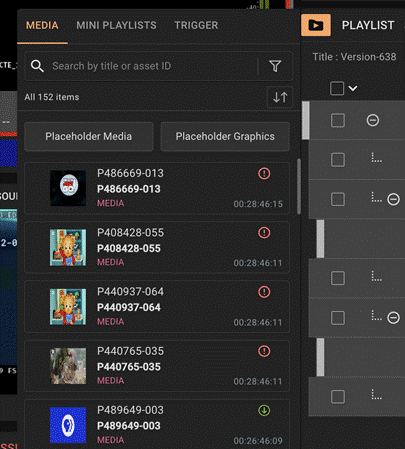 MEDIA MINI PLAYLISTS TRIGGER
PLAYLIST
Search by title or asset ID
Title : Version-638
All 152 items
Placeholder Media Placeholder Graphics
P486669-013
P486669-013
MEDIA 00:28:46:15
P408428-055
P408428-055
MEDIA 00:28:46:11
P440937-064
P440937-064
MEDIA 00:28:46:11
P440765-035
P440765-035
MEDIA 00:28:46:11
P489649-003
P489649-003
MEDIA 00:26:46:09